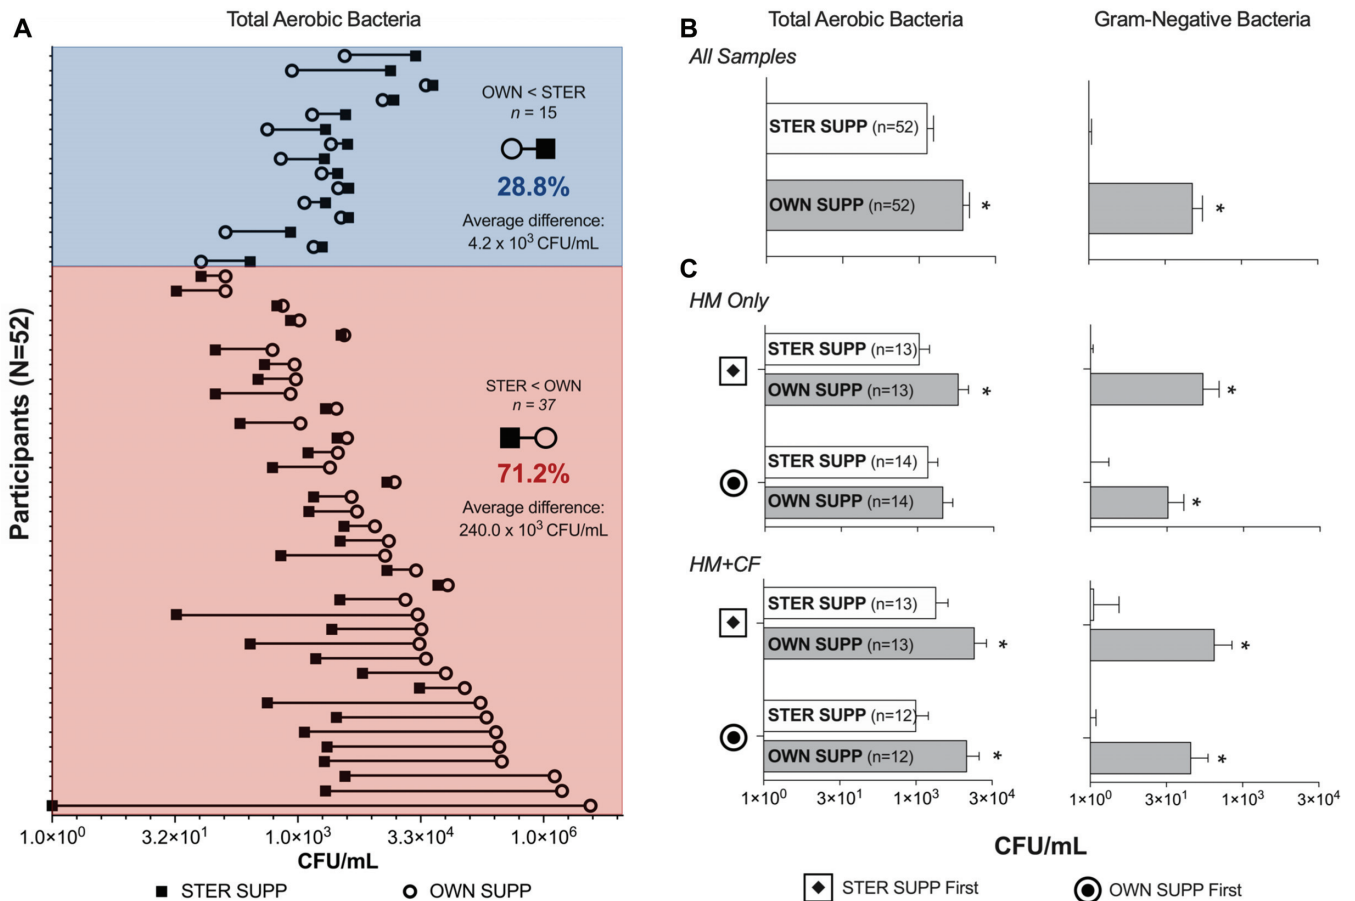 A
Total Aerobic Bacteria
OWN < STER
n = 15
28.8%
Average difference:
4.2 x 10³ CFU/mL
STER < OWN
n = 37
71.2%
Average difference:
240.0 x 10³ CFU/mL
Participants (N=52)
1.0×10⁰ 3.2×10¹ 1.0×10³ 3.3×10⁴ 1.0×10⁶
CFU/mL
STER SUPP OWN SUPP
B
Total Aerobic Bacteria Gram-Negative Bacteria
All Samples
STER SUPP (n=52)
OWN SUPP (n=52) * *
C
HM Only
STER SUPP (n=13)
OWN SUPP (n=13) * *
STER SUPP (n=14)
OWN SUPP (n=14) *
HM+CF
STER SUPP (n=13)
OWN SUPP (n=13) * *
STER SUPP (n=12)
OWN SUPP (n=12) * *
1×10⁰ 3×10¹ 1×10³ 3×10⁴ 1×10⁰ 3×10¹ 1×10³ 3×10⁴
CFU/mL
STER SUPP First OWN SUPP First